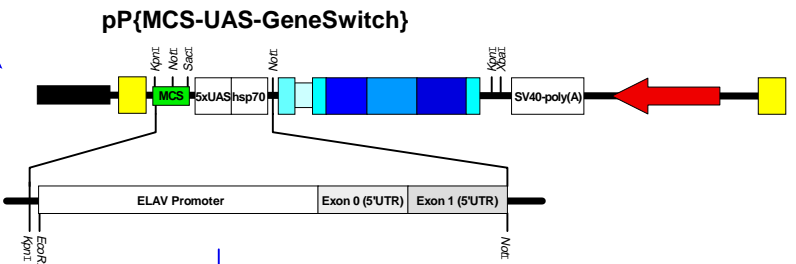 pP{MCS-UAS-GeneSwitch}
KpnI NotI SacI NotI KpnI XbaI
MCS 5xUAS hsp70 SV40-poly(A)
ELAV Promoter Exon 0 (5'UTR) Exon 1 (5'UTR)
KpnI EcoR NotI